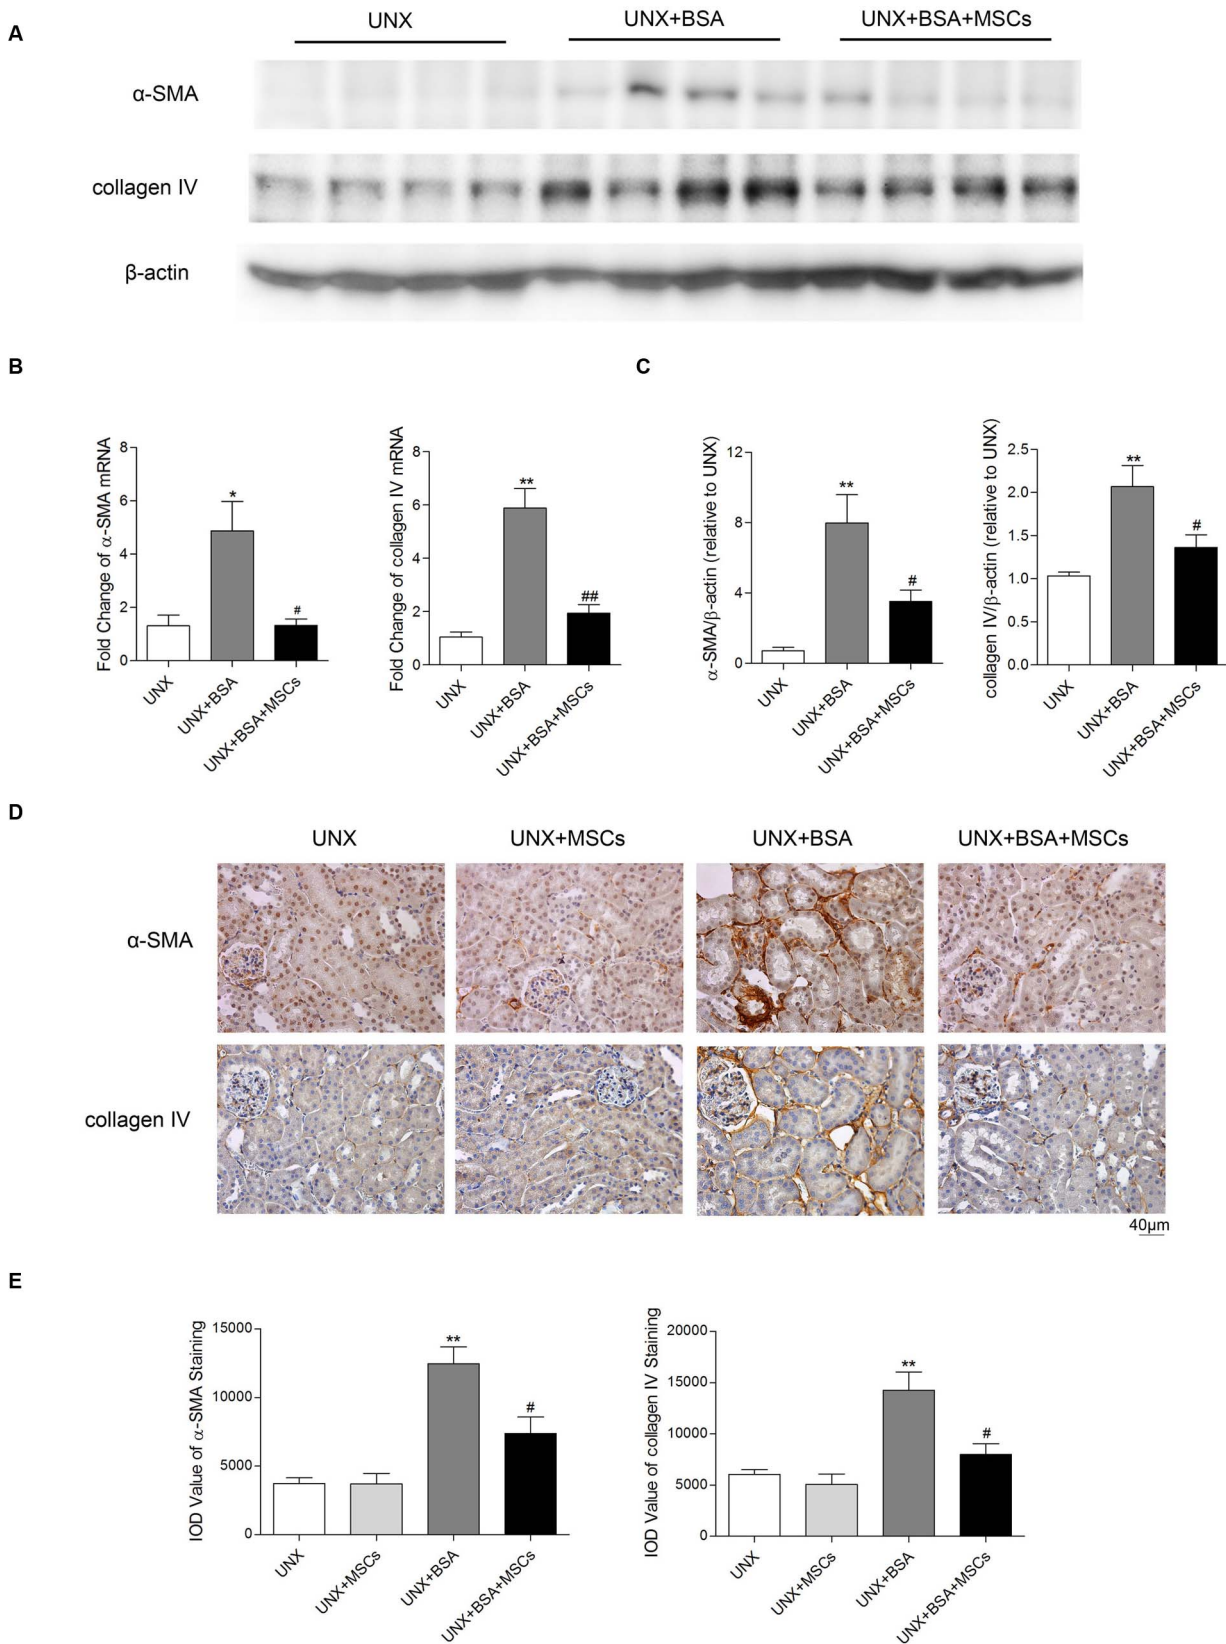 A
UNX
UNX+BSA
UNX+BSA+MSCs
α-SMA
collagen IV
β-actin
B
C
Fold Change of α-SMA mRNA
8
6
4
2
0
*
#
UNX
UNX+BSA
UNX+BSA+MSCs
Fold Change of collagen IV mRNA
8
6
4
2
0
**
##
UNX
UNX+BSA
UNX+BSA+MSCs
α-SMA/β-actin (relative to UNX)
12
8
4
0
**
#
UNX
UNX+BSA
UNX+BSA+MSCs
collagen IV/β-actin (relative to UNX)
2.5
2.0
1.5
1.0
0.5
0.0
**
#
UNX
UNX+BSA
UNX+BSA+MSCs
D
UNX
UNX+MSCs
UNX+BSA
UNX+BSA+MSCs
α-SMA
collagen IV
40μm
E
IOD Value of α-SMA Staining
15000
10000
5000
0
**
#
UNX
UNX+MSCs
UNX+BSA
UNX+BSA+MSCs
IOD Value of collagen IV Staining
20000
15000
10000
5000
0
**
#
UNX
UNX+MSCs
UNX+BSA
UNX+BSA+MSCs